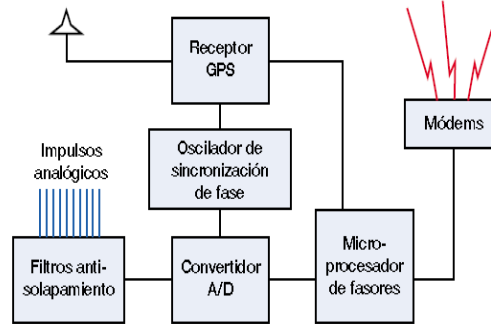 Receptor
GPS
Módems
Oscilador de
sincronización
de fase
Impulsos
analógicos
Filtros anti-
solapamiento
Convertidor
A/D
Micro-
procesador
de fasores